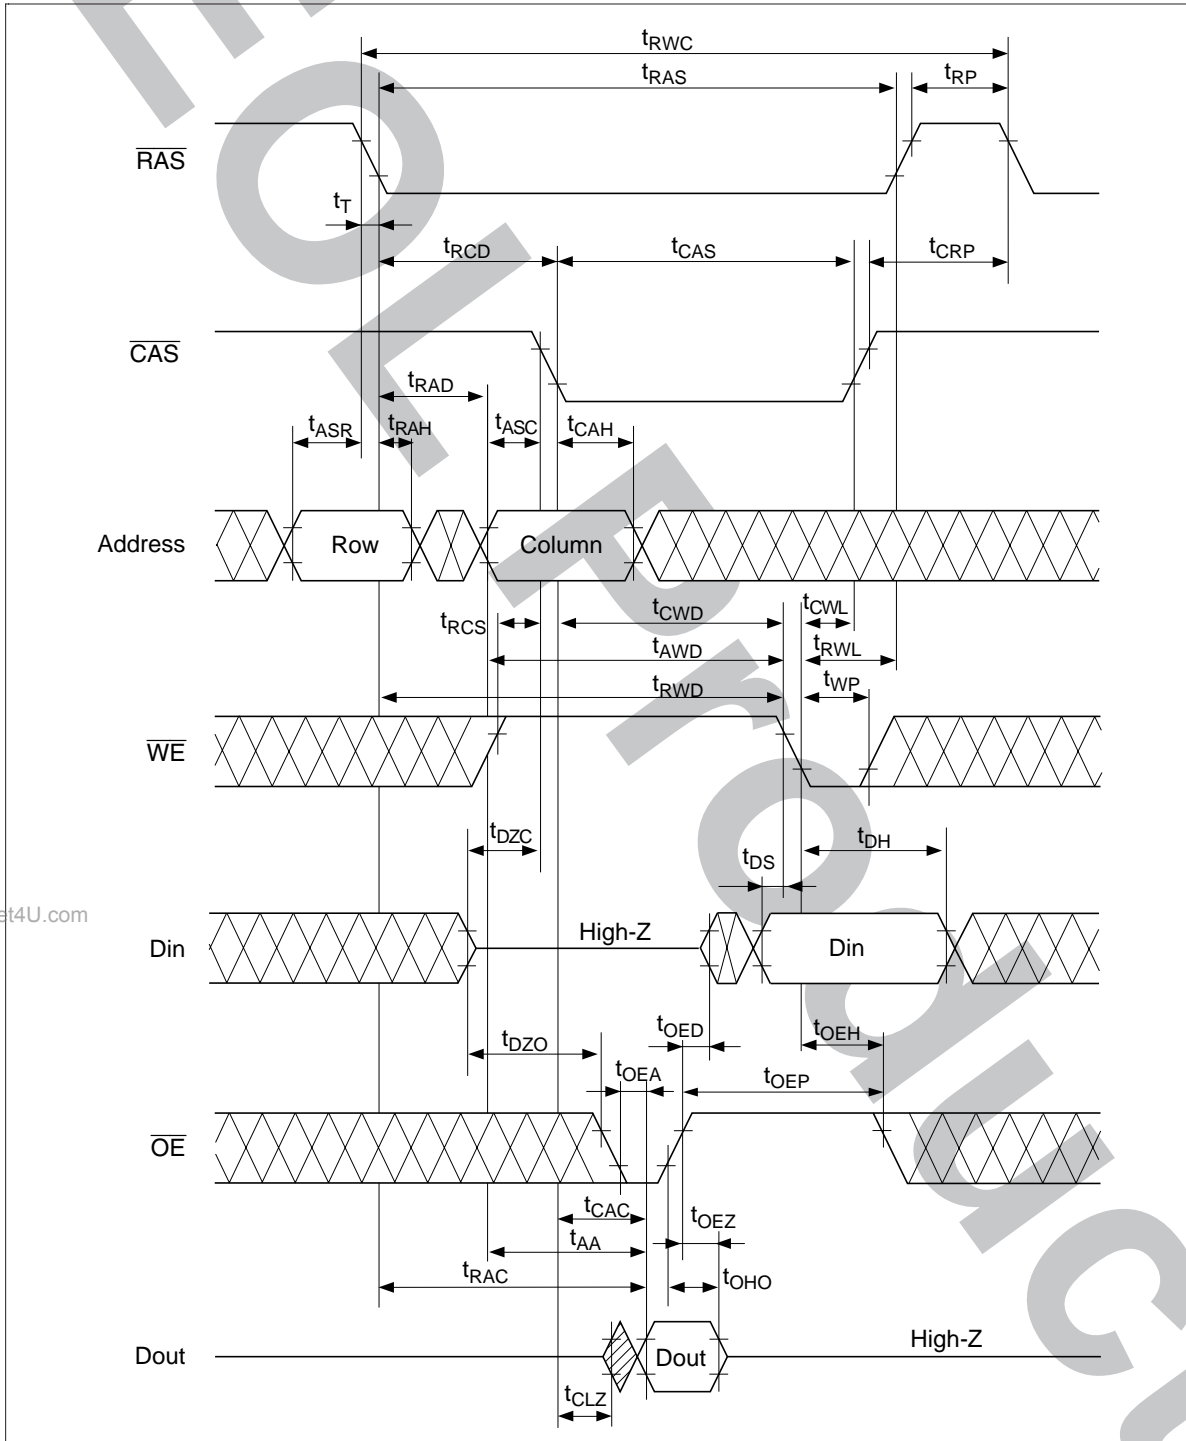 EOL Product
tRWC
tRAS
tRP
RAS
tT
tRCD
tCAS
tCRP
CAS
tRAD
tASR
tRAH
tASC
tCAH
Address
Row
Column
tRCS
tCWD
tCWL
tAWD
tRWL
tRWD
tWP
WE
tDZC
tDH
tDS
et4U.com
Din
High-Z
Din
tOED
tOEH
tDZO
tOEA
tOEP
OE
tCAC
tOEZ
tAA
tRAC
tOHO
Dout
Dout
High-Z
tCLZ